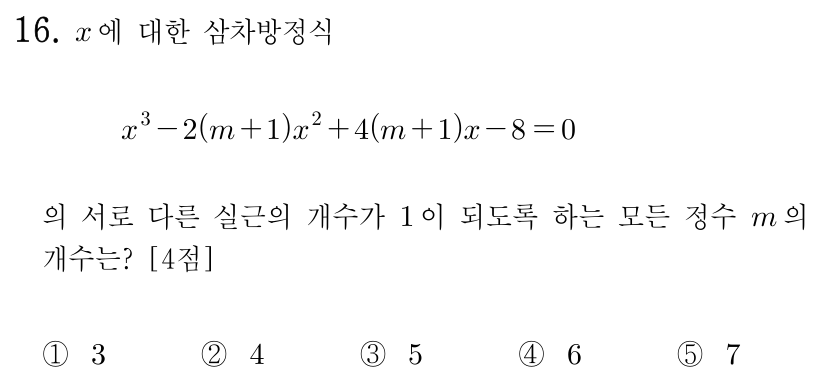 16. x에 대한 삼차방정식
x³−2(m+1)x²+4(m+1)x−8=0
의 서로 다른 실근의 개수가 1이 되도록 하는 모든 정수 m의
개수는? [4점]
① 3 ② 4 ③ 5 ④ 6 ⑤ 7